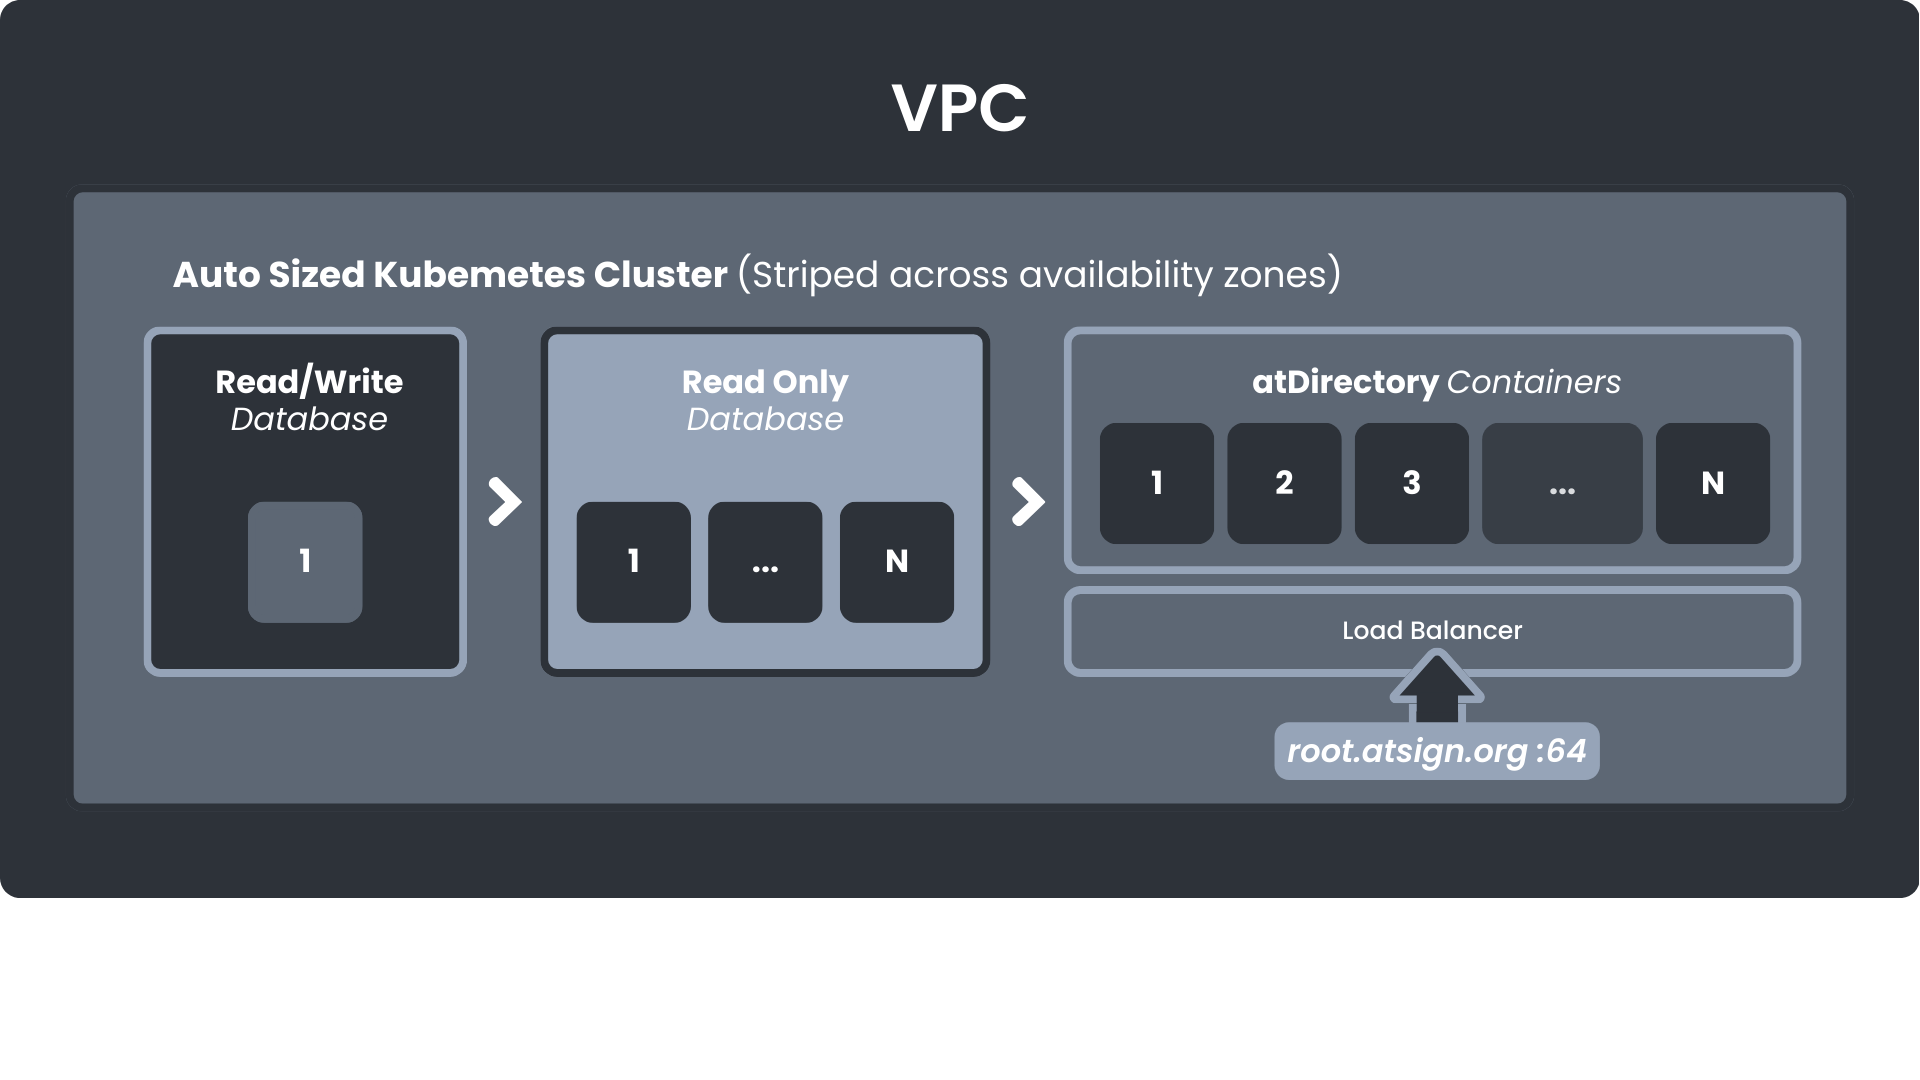 VPC
Auto Sized Kubemetes Cluster (Striped across availability zones)
Read/Write
Database
1
Read Only
Database
1 ... N
atDirectory Containers
1 2 3 ... N
Load Balancer
root.atsign.org :64